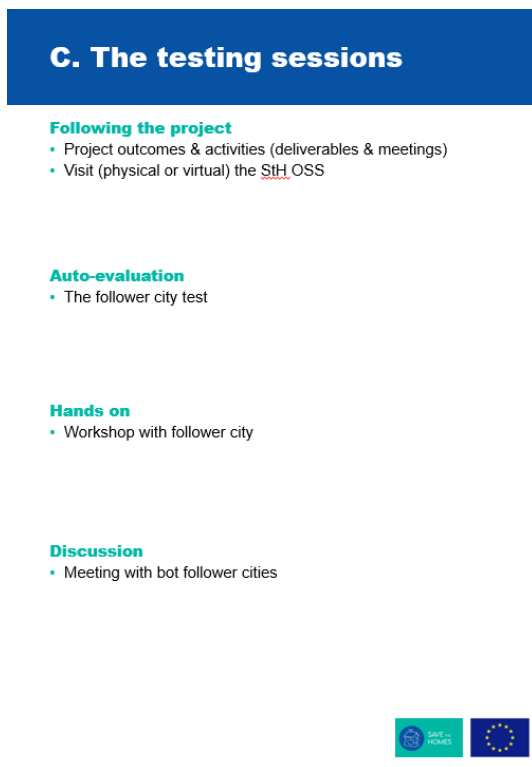 C. The testing sessions
Following the project
• Project outcomes & activities (deliverables & meetings)
• Visit (physical or virtual) the StH OSS
Auto-evaluation
• The follower city test
Hands on
• Workshop with follower city
Discussion
• Meeting with bot follower cities
SAVE THE
HOMES